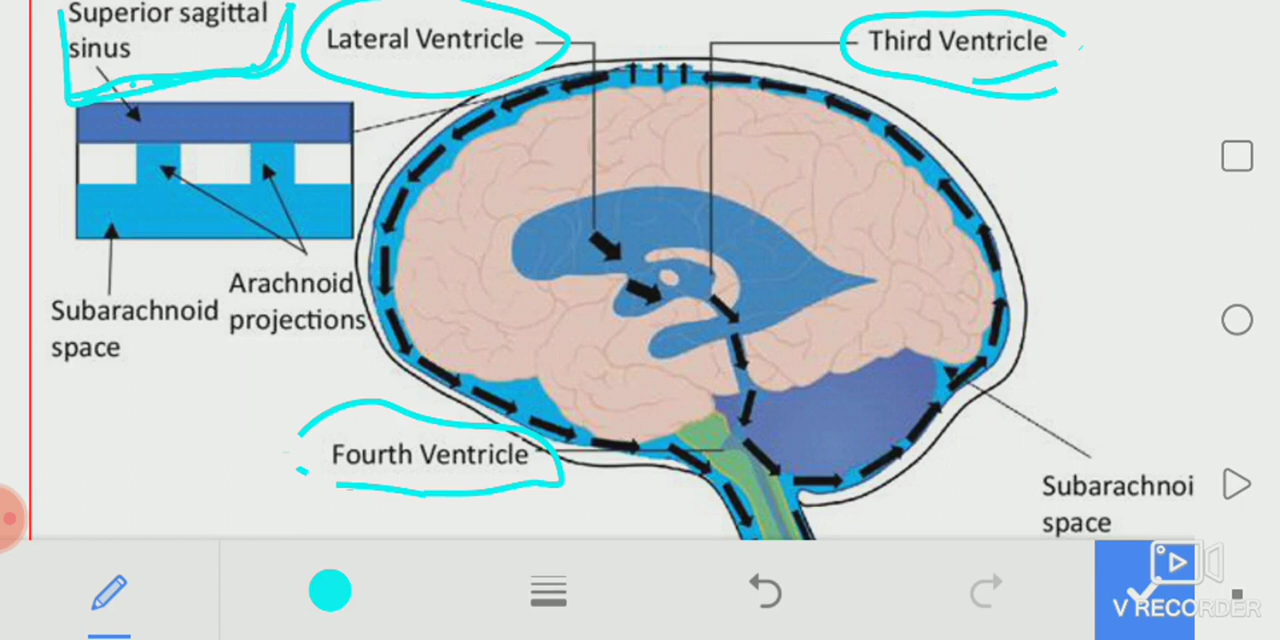 Superior sagittal
sinus
Lateral Ventricle
Third Ventricle
Arachnoid
projections
Subarachnoid
space
Fourth Ventricle
Subarachnoi
space
V RECORDER